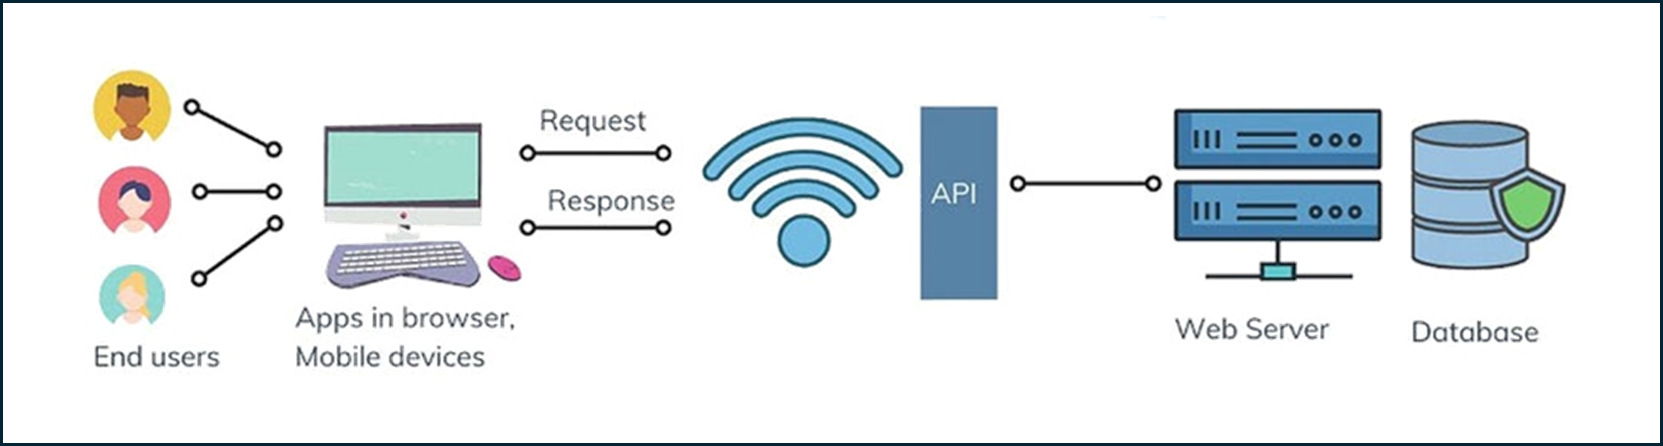 Request
Response
API
End users
Apps in browser,
Mobile devices
Web Server
Database